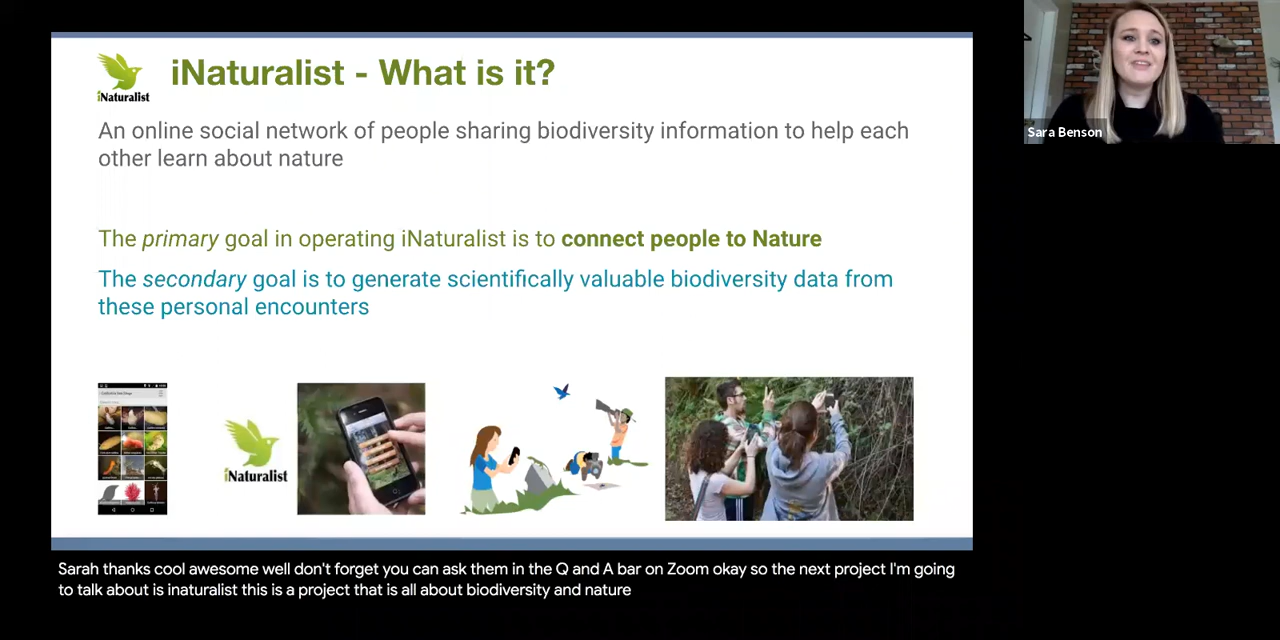 iNaturalist
iNaturalist - What is it?
An online social network of people sharing biodiversity information to help each
other learn about nature
The primary goal in operating iNaturalist is to connect people to Nature
The secondary goal is to generate scientifically valuable biodiversity data from
these personal encounters
iNaturalist
Sara Benson
Sarah thanks cool awesome well don't forget you can ask them in the Q and A bar on Zoom okay so the next project I'm going
to talk about is inaturalist this is a project that is all about biodiversity and nature